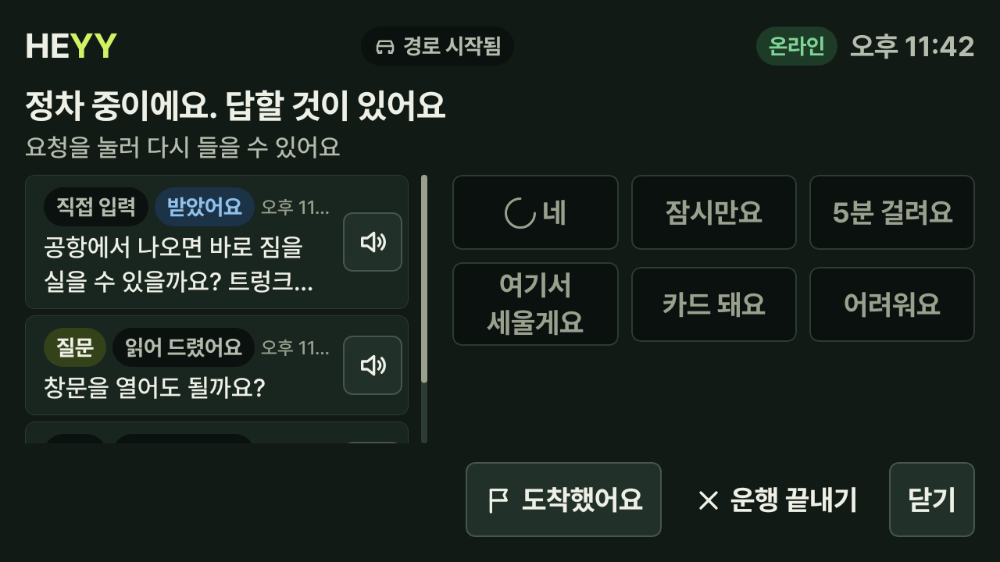 HEYY
경로 시작됨
온라인
오후 11:42
정차 중이에요. 답할 것이 있어요
요청을 눌러 다시 들을 수 있어요
직접 입력 받았어요 오후 11...
공항에서 나오면 바로 짐을
실을 수 있을까요? 트렁크...
질문 읽어 드렸어요 오후 11...
창문을 열어도 될까요?
네
잠시만요
5분 걸려요
여기서
세울게요
카드 돼요
어려워요
도착했어요
운행 끝내기
닫기